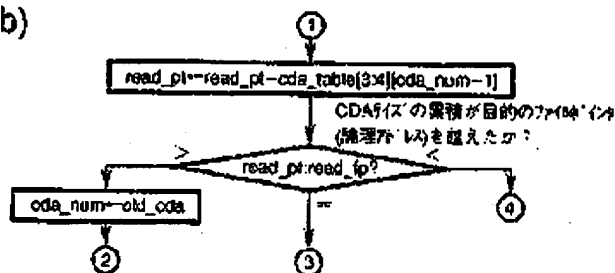 b)
1
read_pt←read_pt-cda_table[3:4][cda_num-1]
CDAサイズの累積が目的のファイルポインタ
(論理アドレス)を越えたか?
> read_pt:read_fp? <
cda_num←old_cda
=
4
2
3